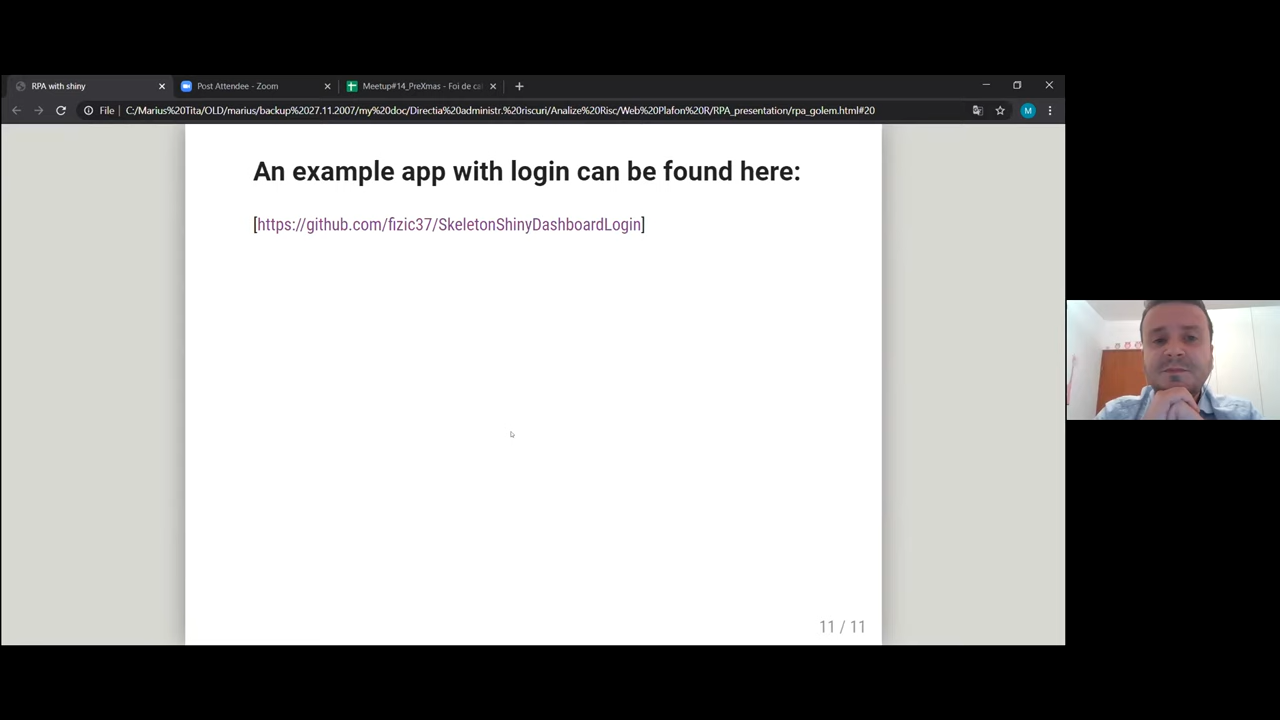 RPA with shiny
Post Attendee - Zoom
Meetup#14_PreXmas - Foi de cal
File | C:/Marius%20Tita/OLD/marius/backup%2027.11.2007/my%20doc/Directia%20administr.%20riscuri/Analize%20Risc/Web%20Plafon%20R/RPA_presentation/rpa_golem.html#20
M
An example app with login can be found here:
[https://github.com/fizic37/SkeletonShinyDashboardLogin]
11 / 11